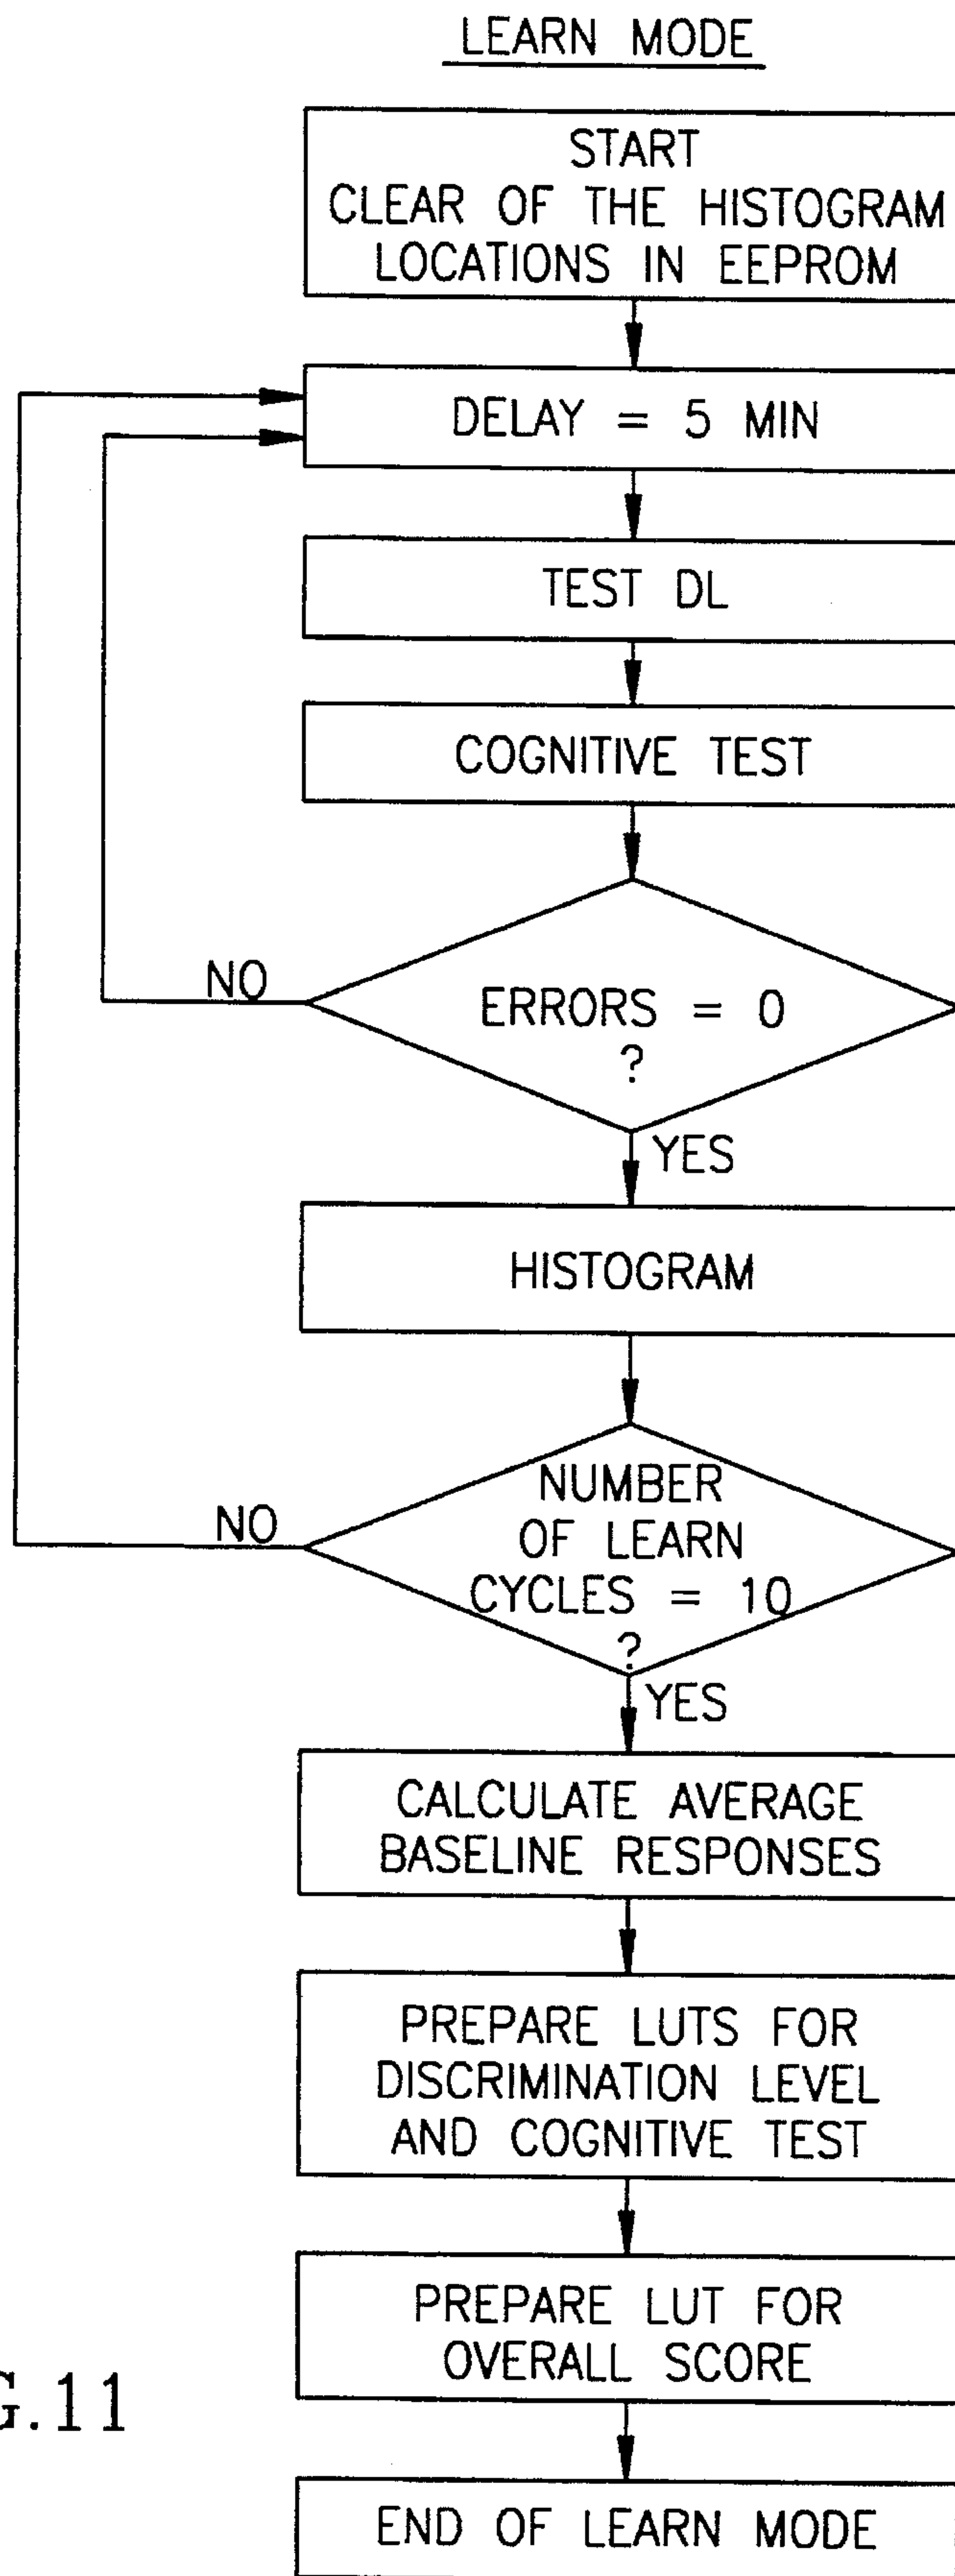 LEARN MODE
START
CLEAR OF THE HISTOGRAM
LOCATIONS IN EEPROM
DELAY = 5 MIN
TEST DL
COGNITIVE TEST
NO
ERRORS = 0
?
YES
HISTOGRAM
NO
NUMBER
OF LEARN
CYCLES = 10
?
YES
CALCULATE AVERAGE
BASELINE RESPONSES
PREPARE LUTS FOR
DISCRIMINATION LEVEL
AND COGNITIVE TEST
PREPARE LUT FOR
OVERALL SCORE
G.11
END OF LEARN MODE